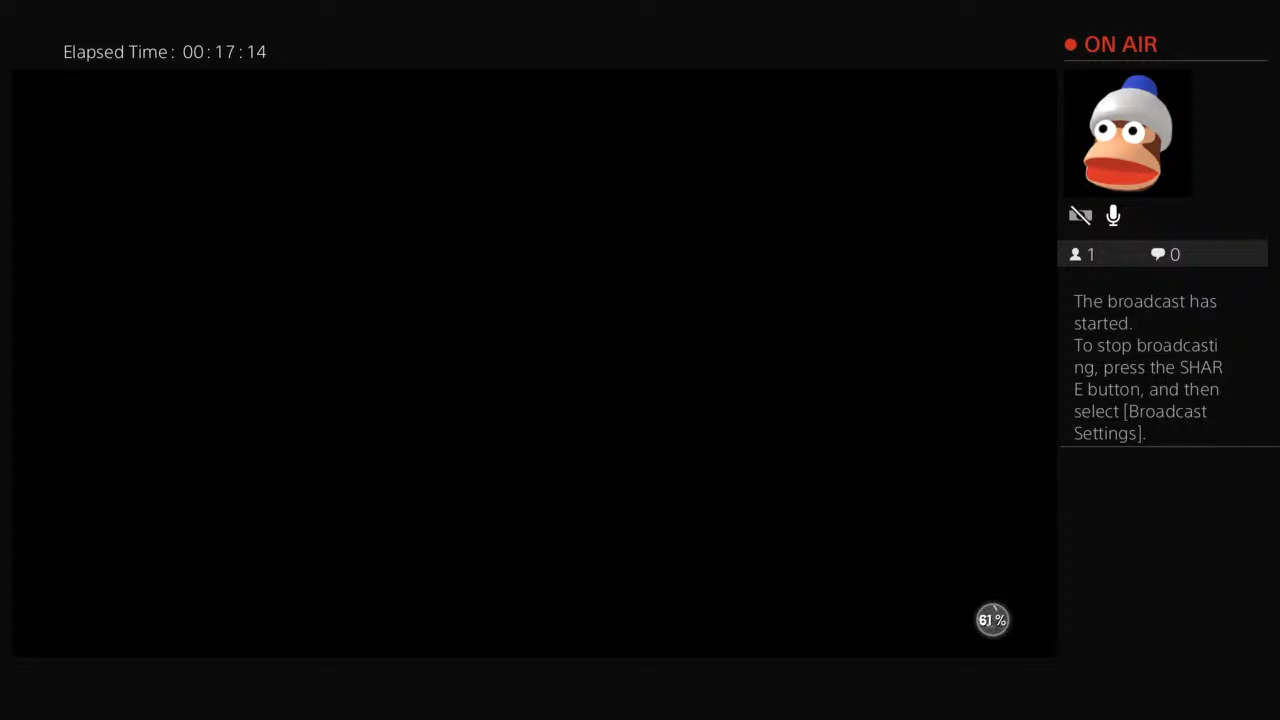 Elapsed Time: 00:17:14
ON AIR
1 0
The broadcast has
started.
To stop broadcasti
ng, press the SHAR
E button, and then
select [Broadcast
Settings].
61 %